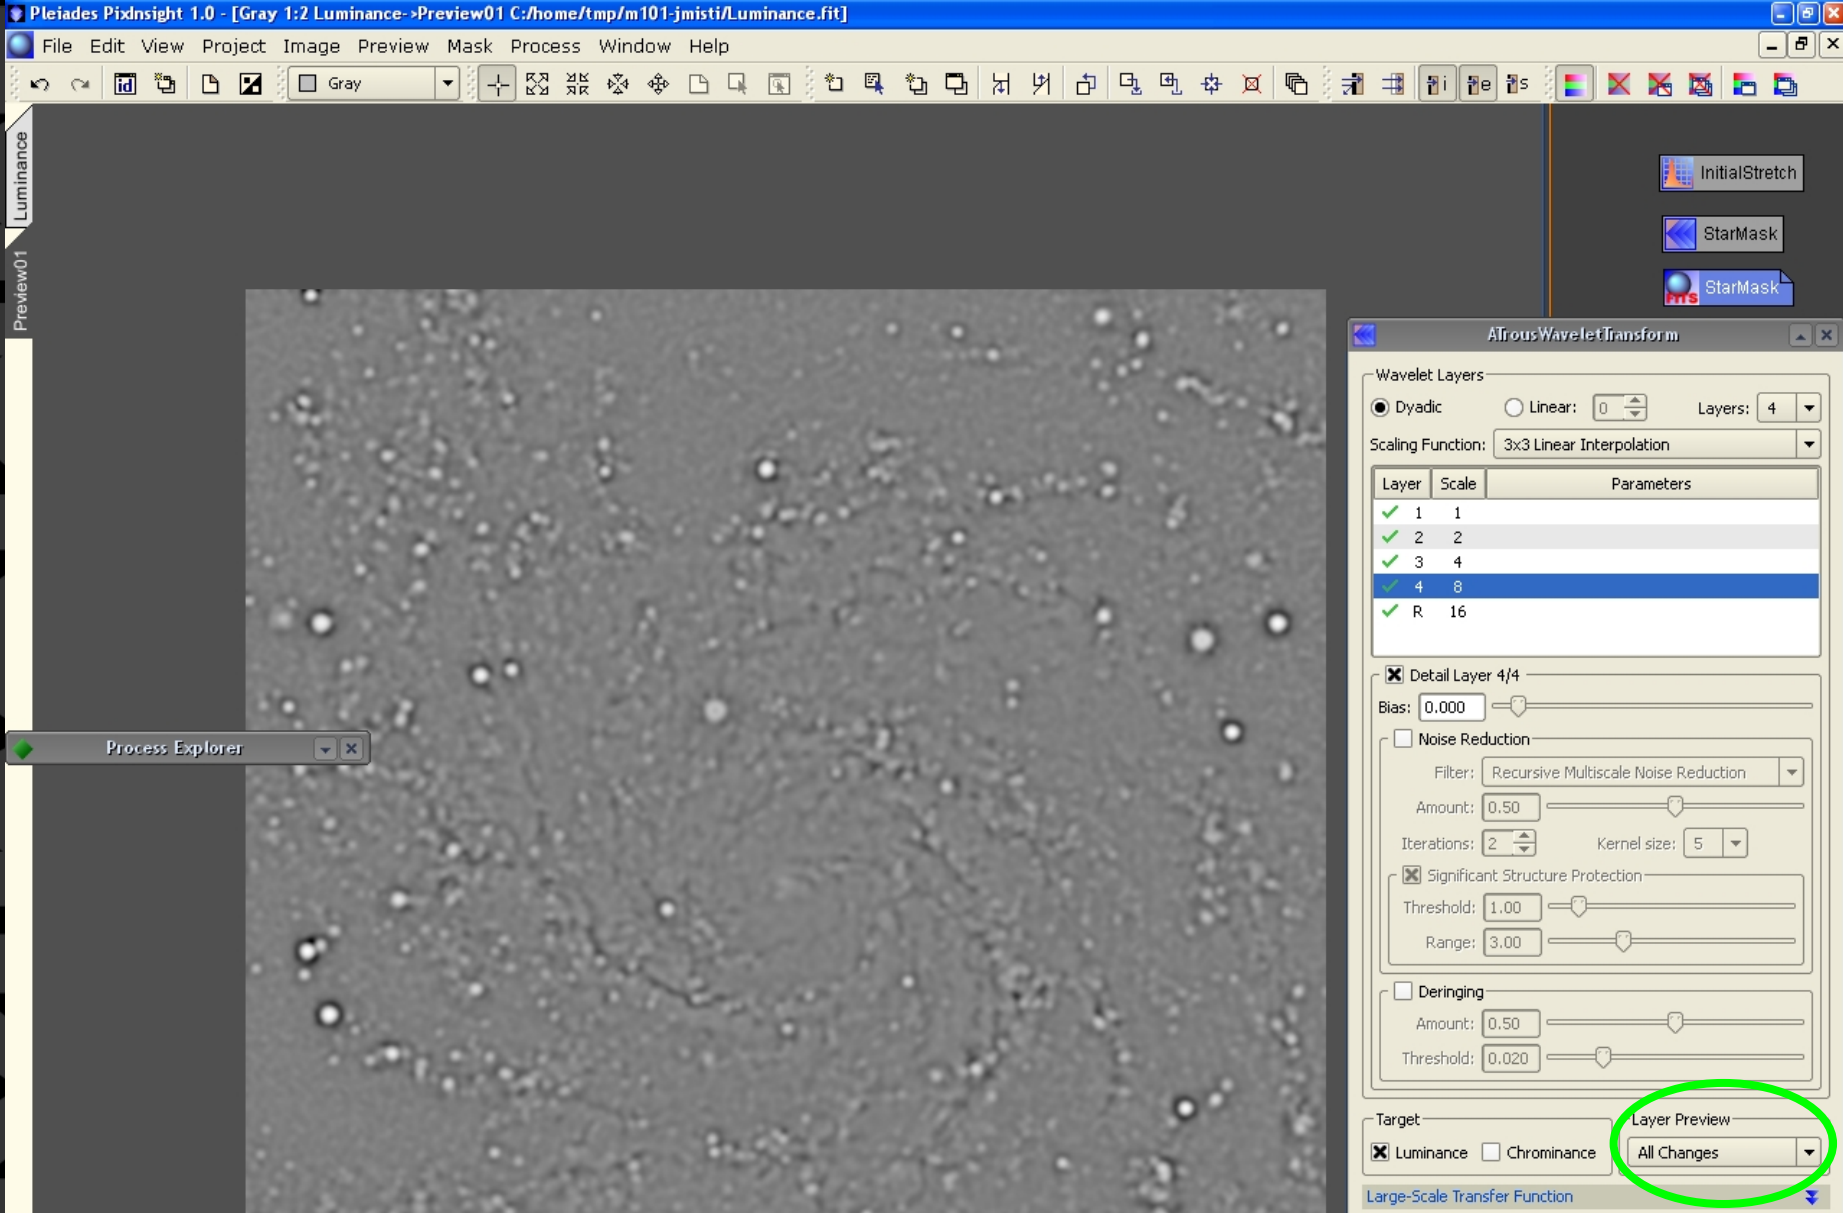 Pleiades PixInsight 1.0 - [Gray 1:2 Luminance->Preview01 C:/home/tmp/m101-jmisti/Luminance.fit]
File Edit View Project Image Preview Mask Process Window Help
id Gray i e s
Luminance
Preview01
InitialStretch
StarMask
FITS StarMask
Process Explorer
ATrousWaveletTransform
Wavelet Layers
Dyadic Linear: 0 Layers: 4
Scaling Function: 3x3 Linear Interpolation
Layer Scale Parameters
1 1
2 2
3 4
4 8
R 16
Detail Layer 4/4
Bias: 0.000
Noise Reduction
Filter: Recursive Multiscale Noise Reduction
Amount: 0.50
Iterations: 2 Kernel size: 5
Significant Structure Protection
Threshold: 1.00
Range: 3.00
Deringing
Amount: 0.50
Threshold: 0.020
Target
Luminance Chrominance
Layer Preview
All Changes
Large-Scale Transfer Function